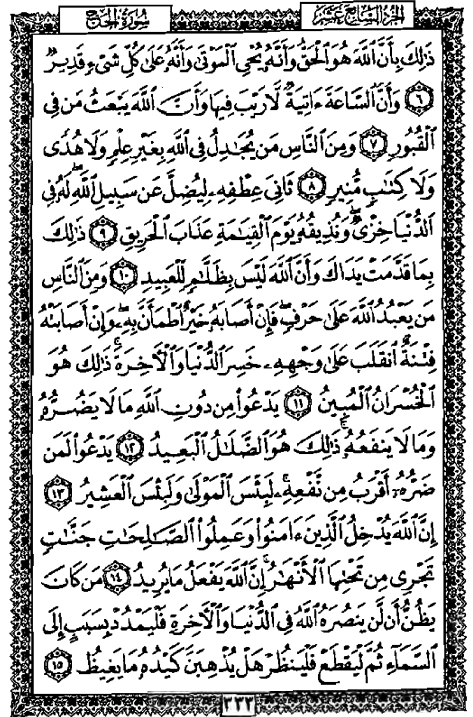 الجزء السابع عشر
سورة الحج
ذَٰلِكَ بِأَنَّ ٱللَّهَ هُوَ ٱلْحَقُّ وَأَنَّهُۥ يُحْىِ ٱلْمَوْتَىٰ وَأَنَّهُۥ عَلَىٰ كُلِّ شَىْءٍ قَدِيرٌ
٦ وَأَنَّ ٱلسَّاعَةَ ءَاتِيَةٌ لَّا رَيْبَ فِيهَا وَأَنَّ ٱللَّهَ يَبْعَثُ مَن فِى
ٱلْقُبُورِ ٧ وَمِنَ ٱلنَّاسِ مَن يُجَٰدِلُ فِى ٱللَّهِ بِغَيْرِ عِلْمٍ وَلَا هُدًى
وَلَا كِتَٰبٍ مُّنِيرٍ ٨ ثَانِىَ عِطْفِهِۦ لِيُضِلَّ عَن سَبِيلِ ٱللَّهِ ۖ لَهُۥ فِى
ٱلدُّنْيَا خِزْىٌ ۖ وَنُذِيقُهُۥ يَوْمَ ٱلْقِيَٰمَةِ عَذَابَ ٱلْحَرِيقِ ٩ ذَٰلِكَ
بِمَا قَدَّمَتْ يَدَاكَ وَأَنَّ ٱللَّهَ لَيْسَ بِظَلَّٰمٍ لِّلْعَبِيدِ ١٠ وَمِنَ ٱلنَّاسِ
مَن يَعْبُدُ ٱللَّهَ عَلَىٰ حَرْفٍ ۖ فَإِنْ أَصَابَهُۥ خَيْرٌ ٱطْمَأَنَّ بِهِۦ ۖ وَإِنْ أَصَابَتْهُ
فِتْنَةٌ ٱنقَلَبَ عَلَىٰ وَجْهِهِۦ خَسِرَ ٱلدُّنْيَا وَٱلْءَاخِرَةَ ۚ ذَٰلِكَ هُوَ
ٱلْخُسْرَانُ ٱلْمُبِينُ ١١ يَدْعُوا۟ مِن دُونِ ٱللَّهِ مَا لَا يَضُرُّهُۥ
وَمَا لَا يَنفَعُهُۥ ۚ ذَٰلِكَ هُوَ ٱلضَّلَٰلُ ٱلْبَعِيدُ ١٢ يَدْعُوا۟ لَمَن
ضَرُّهُۥٓ أَقْرَبُ مِن نَّفْعِهِۦ ۚ لَبِئْسَ ٱلْمَوْلَىٰ وَلَبِئْسَ ٱلْعَشِيرُ ١٣
إِنَّ ٱللَّهَ يُدْخِلُ ٱلَّذِينَ ءَامَنُوا۟ وَعَمِلُوا۟ ٱلصَّٰلِحَٰتِ جَنَّٰتٍ
تَجْرِى مِن تَحْتِهَا ٱلْأَنْهَٰرُ ۚ إِنَّ ٱللَّهَ يَفْعَلُ مَا يُرِيدُ ١٤ مَن كَانَ
يَظُنُّ أَن لَّن يَنصُرَهُ ٱللَّهُ فِى ٱلدُّنْيَا وَٱلْءَاخِرَةِ فَلْيَمْدُدْ بِسَبَبٍ إِلَى
ٱلسَّمَآءِ ثُمَّ لْيَقْطَعْ فَلْيَنظُرْ هَلْ يُذْهِبَنَّ كَيْدُهُۥ مَا يَغِيظُ ١٥
٣٣٣